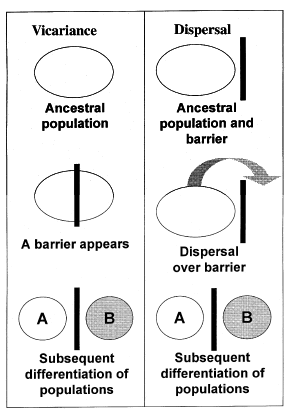 Vicariance
Ancestral
population
A barrier appears
A
B
Subsequent
differentiation of
populations
Dispersal
Ancestral
population and
barrier
Dispersal
over barrier
A
B
Subsequent
differentiation of
populations